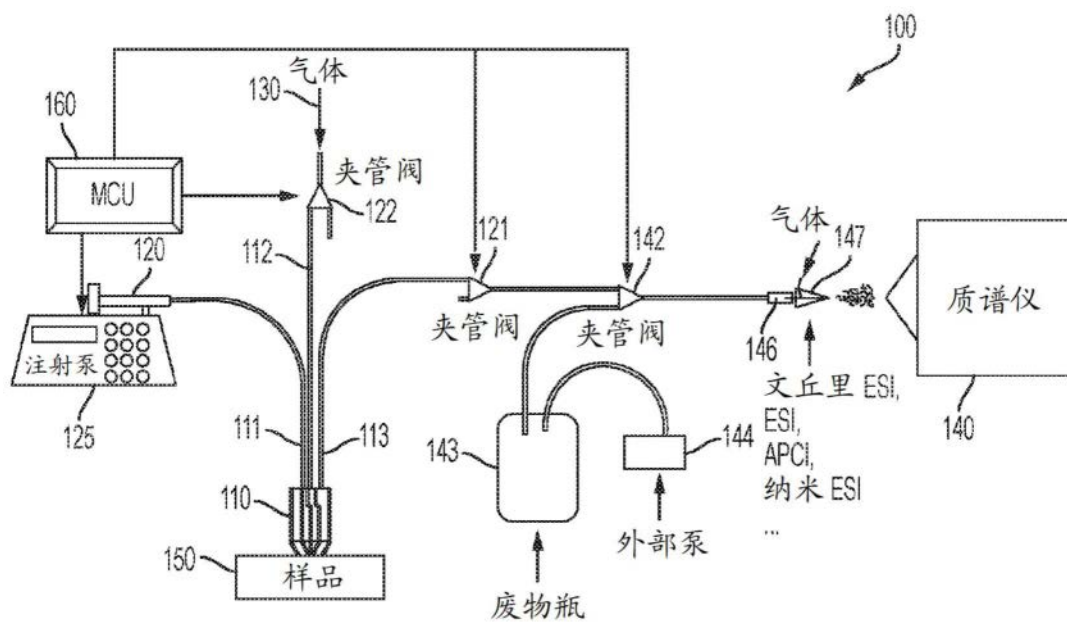 100
气体
130
160
MCU
夹管阀
122
120
112
121
142
气体
147
夹管阀
夹管阀
146
质谱仪
注射泵
125
111
113
143
144
文丘里 ESI,
ESI,
APCI,
纳米 ESI
...
140
110
外部泵
150
样品
废物瓶